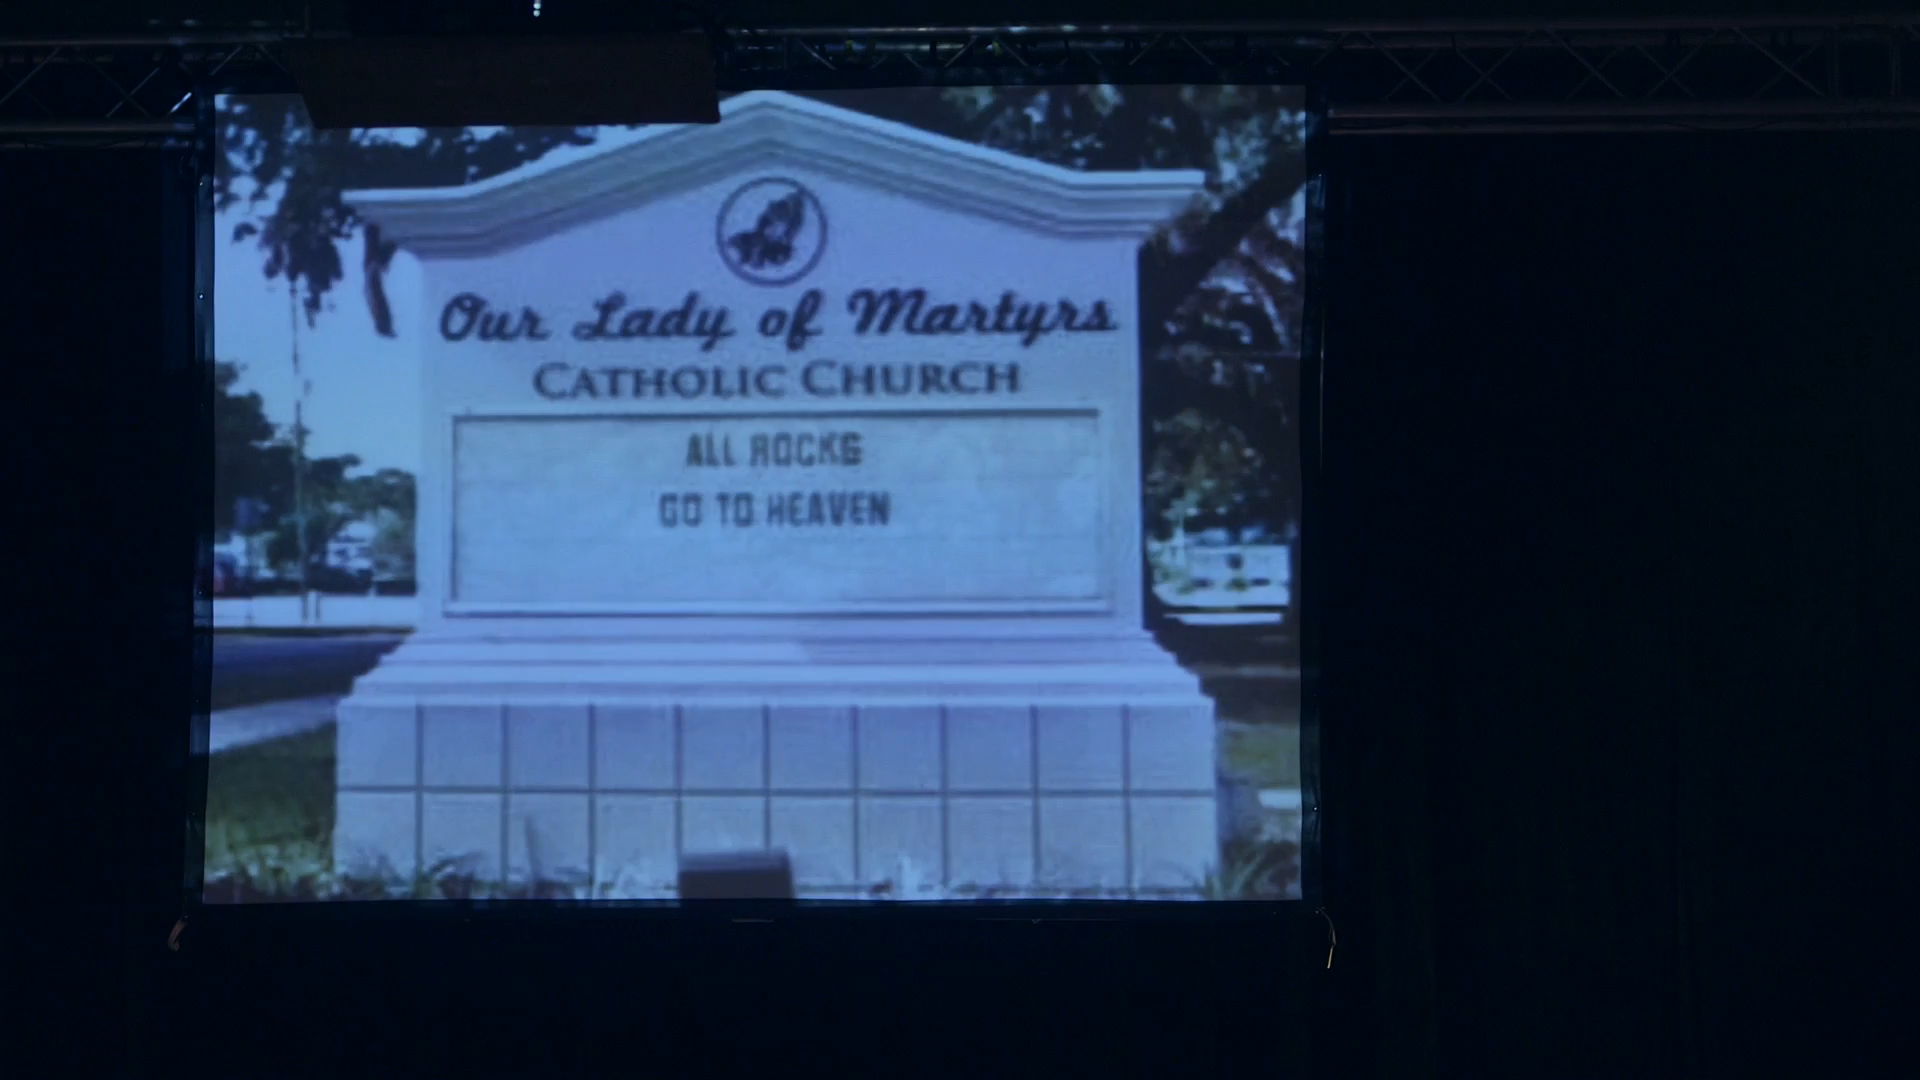 Our Lady of Martyrs
CATHOLIC CHURCH
ALL ROCKS
GO TO HEAVEN